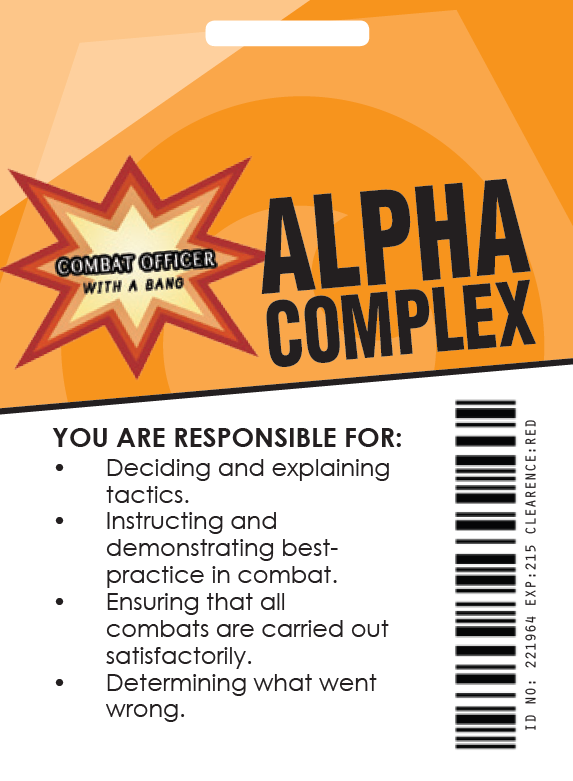 COMBAT OFFICER
WITH A BANG
ALPHA
COMPLEX
YOU ARE RESPONSIBLE FOR:
• Deciding and explaining
tactics.
• Instructing and
demonstrating best-
practice in combat.
• Ensuring that all
combats are carried out
satisfactorily.
• Determining what went
wrong.
ID NO: 221964 EXP:215 CLEARENCE:RED